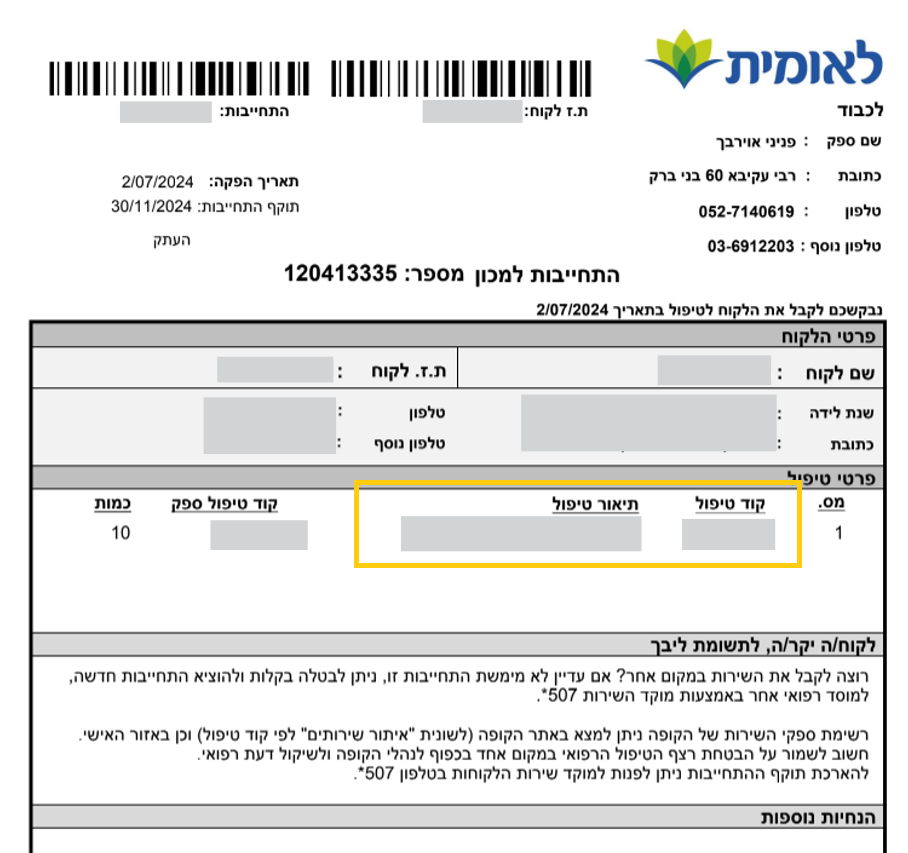 לאומית
לכבוד
שם ספק : פניני אוירבך
כתובת : רבי עקיבא 60 בני ברק
טלפון : 052-7140619
טלפון נוסף : 03-6912203
ת.ז לקוח:
התחייבות:
תאריך הפקה: 2/07/2024
תוקף התחייבות: 30/11/2024
העתק
התחייבות למכון מספר: 120413335
נבקשכם לקבל את הלקוח לטיפול בתאריך 2/07/2024
פרטי הלקוח
שם לקוח : ת.ז. לקוח :
שנת לידה : טלפון :
כתובת : טלפון נוסף :
פרטי טיפול
מס. קוד טיפול תיאור טיפול קוד טיפול ספק כמות
1 10
לקוח/ה יקר/ה, לתשומת ליבך
רוצה לקבל את השירות במקום אחר? אם עדיין לא מימשת התחייבות זו, ניתן לבטלה בקלות ולהוציא התחייבות חדשה,
למוסד רפואי אחר באמצעות מוקד השירות 507*.
רשימת ספקי השירות של הקופה ניתן למצא באתר הקופה (לשונית "איתור שירותים" לפי קוד טיפול) וכן באזור האישי.
חשוב לשמור על הבטחת רצף הטיפול הרפואי במקום אחד בכפוף לנהלי הקופה ולשיקול דעת רפואי.
להארכת תוקף ההתחייבות ניתן לפנות למוקד שירות הלקוחות בטלפון 507*.
הנחיות נוספות